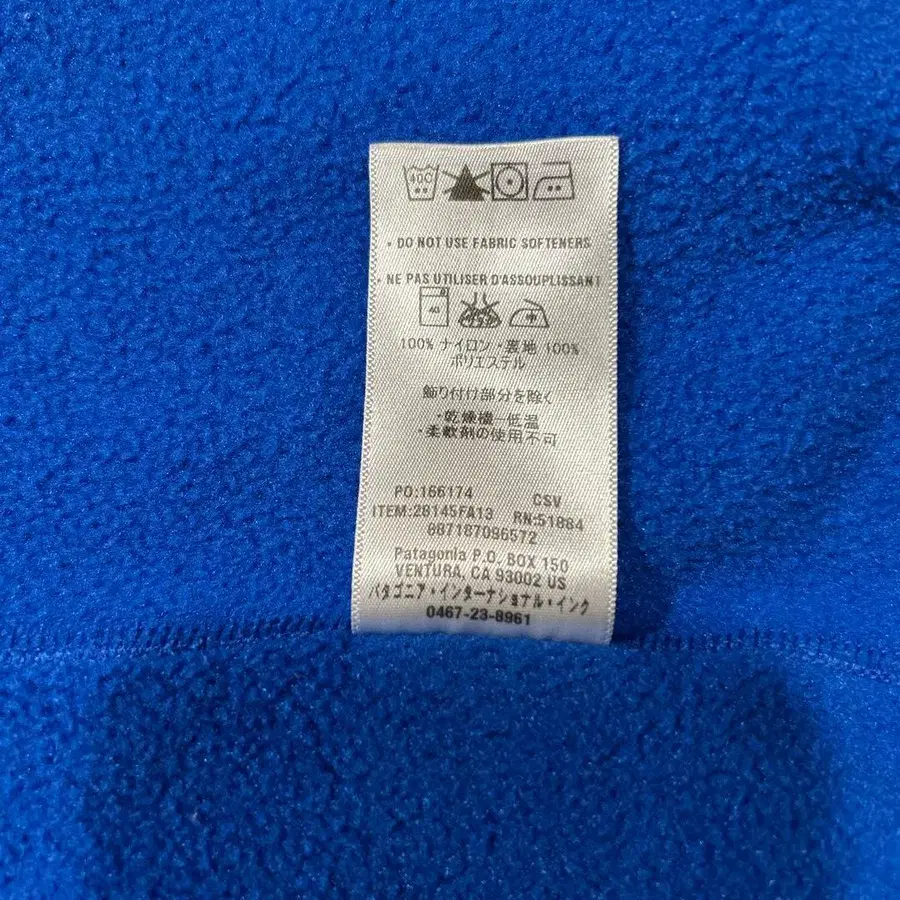 40C
• DO NOT USE FABRIC SOFTENERS
• NE PAS UTILISER D'ASSOUPLISSANT
40
100% ナイロン・裏地 100%
ポリエステル
飾り付け部分を除く
・乾燥機–低温
・柔軟剤の使用不可
PO:166174 CSV
ITEM:28145FA13 RN:51884
087187096572
Patagonia P.O. BOX 150
VENTURA, CA 93002 US
パタゴニア・インターナショナル・インク
0467-23-8961